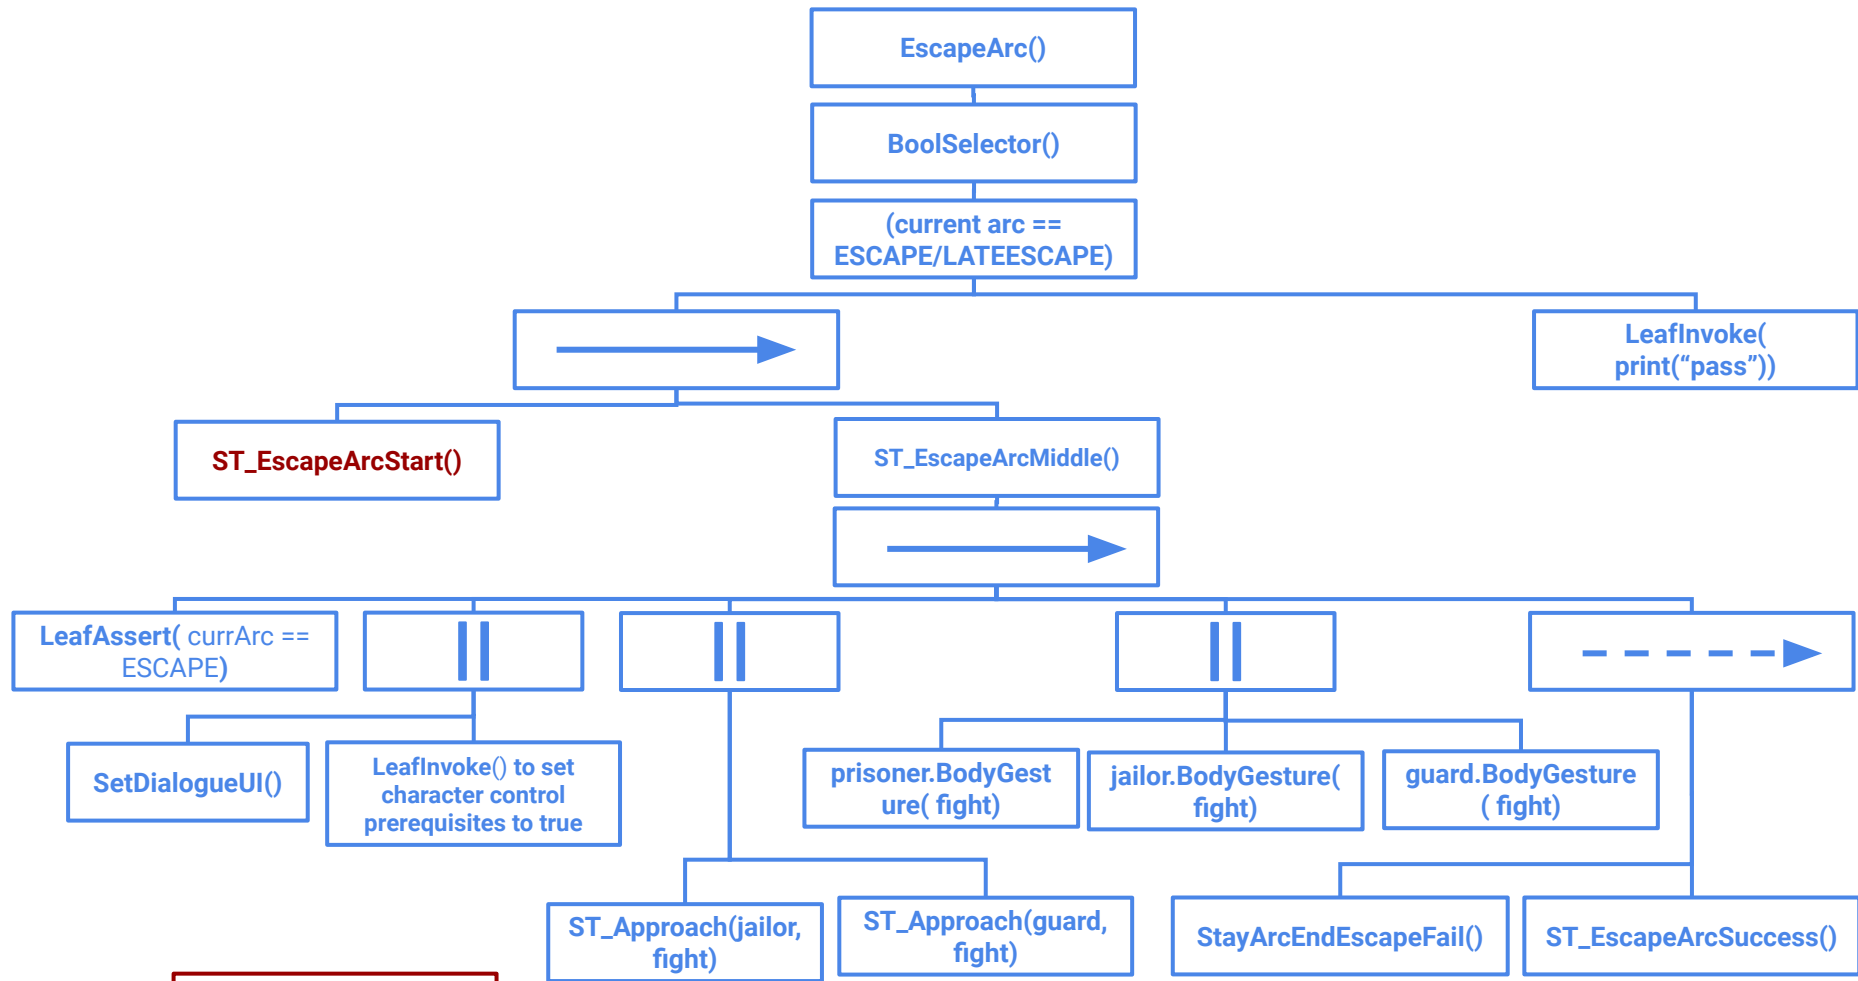 EscapeArc()
BoolSelector()
(current arc ==
ESCAPE/LATEESCAPE)
LeafInvoke(
print(“pass”))
ST_EscapeArcStart()
ST_EscapeArcMiddle()
LeafAssert( currArc ==
ESCAPE)
SetDialogueUI()
LeafInvoke() to set
character control
prerequisites to true
prisoner.BodyGest
ure( fight)
jailor.BodyGesture(
fight)
guard.BodyGesture
( fight)
ST_Approach(jailor,
fight)
ST_Approach(guard,
fight)
StayArcEndEscapeFail()
ST_EscapeArcSuccess()